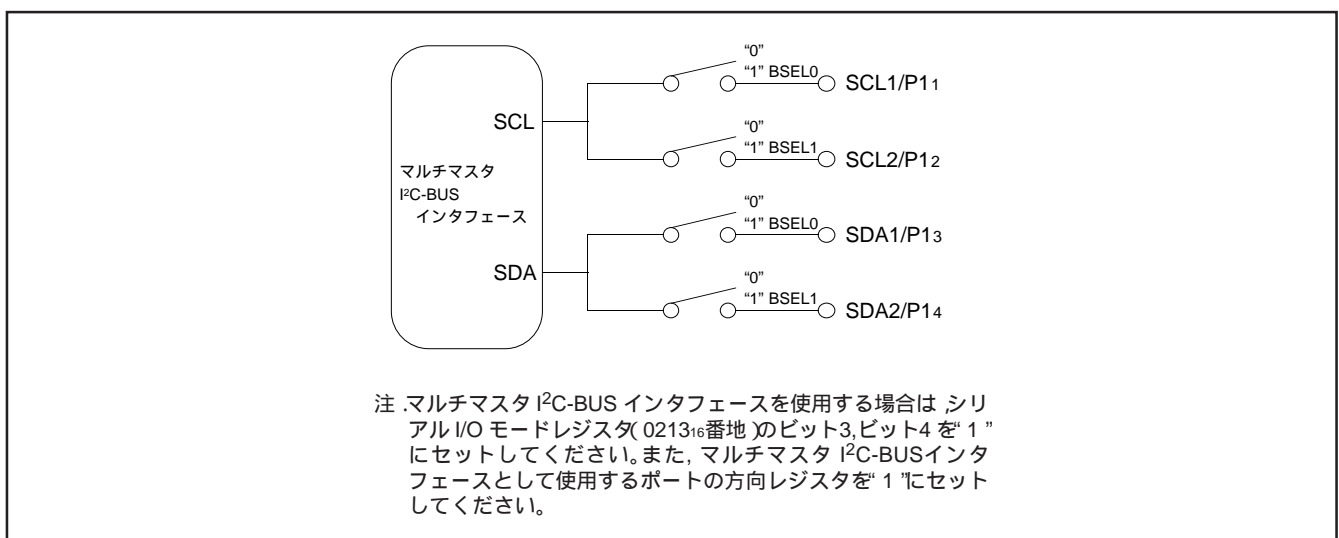 "0"
"1" BSEL0 SCL1/P11
SCL
"0"
"1" BSEL1 SCL2/P12
マルチマスタ
I2C-BUS
インタフェース
"0"
"1" BSEL0 SDA1/P13
SDA
"0"
"1" BSEL1 SDA2/P14
注 .マルチマスタ I2C-BUS インタフェースを使用する場合は ,シリ
アル I/O モードレジスタ( 021316番地 )のビット3,ビット4 を“ 1 ”
にセットしてください。また, マルチマスタ I2C-BUSインタ
フェースとして使用するポートの方向レジスタを“ 1 ”にセット
してください。